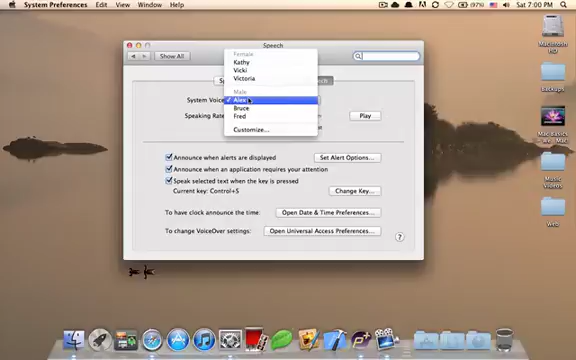 System Preferences Edit View Window Help
(97%) Sat 7:00 PM
Speech
Show All
Female
Kathy
Vicki
Victoria
Male
System Voice
✓ Alex
Bruce
Speaking Rate
Fred
Play
Customize...
Announce when alerts are displayed
Set Alert Options...
Announce when an application requires your attention
Speak selected text when the key is pressed
Current key: Control+S
Change Key...
To have clock announce the time:
Open Date & Time Preferences...
To change VoiceOver settings:
Open Universal Access Preferences...
?
Macintosh HD
Backups
Mac Basics
Music Videos
Web